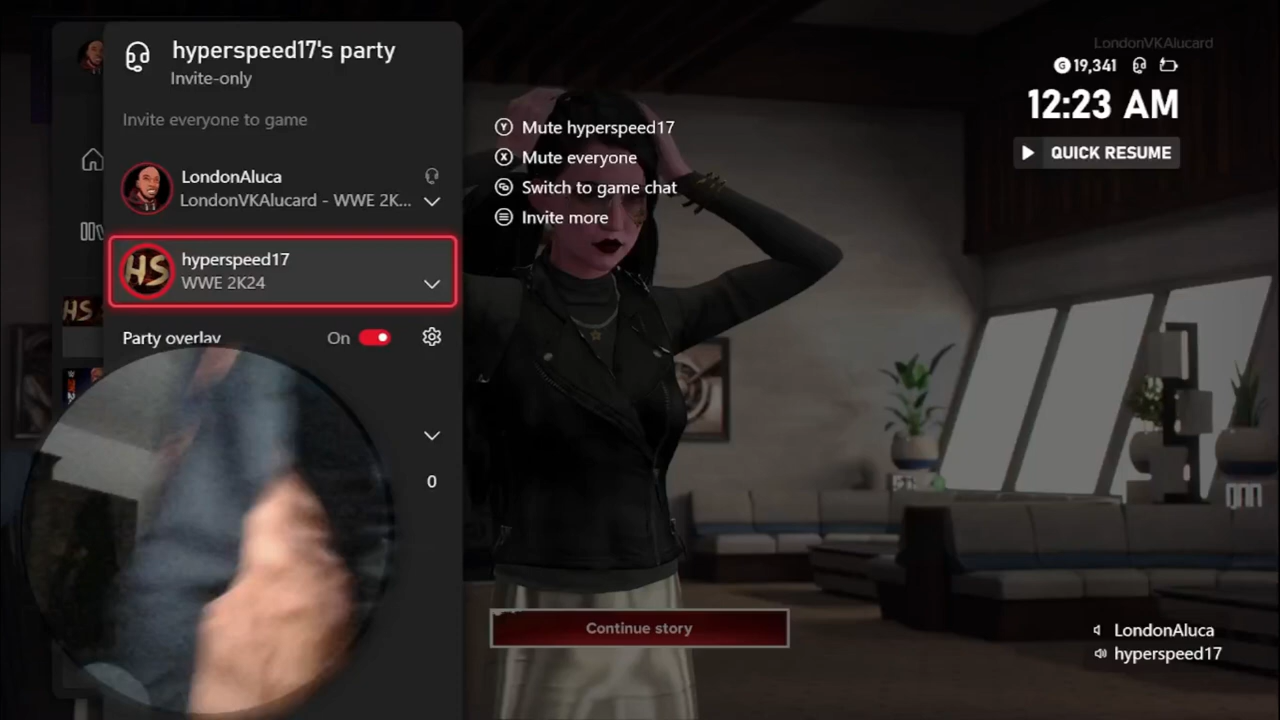 hyperspeed17's party
Invite-only
Invite everyone to game
LondonAluca
LondonVKAlucard - WWE 2K...
HS
hyperspeed17
WWE 2K24
HS
Party overlay
On
0
Y Mute hyperspeed17
X Mute everyone
Switch to game chat
Invite more
Continue story
LondonVKAlucard
G 19,341
12:23 AM
QUICK RESUME
LondonAluca
hyperspeed17